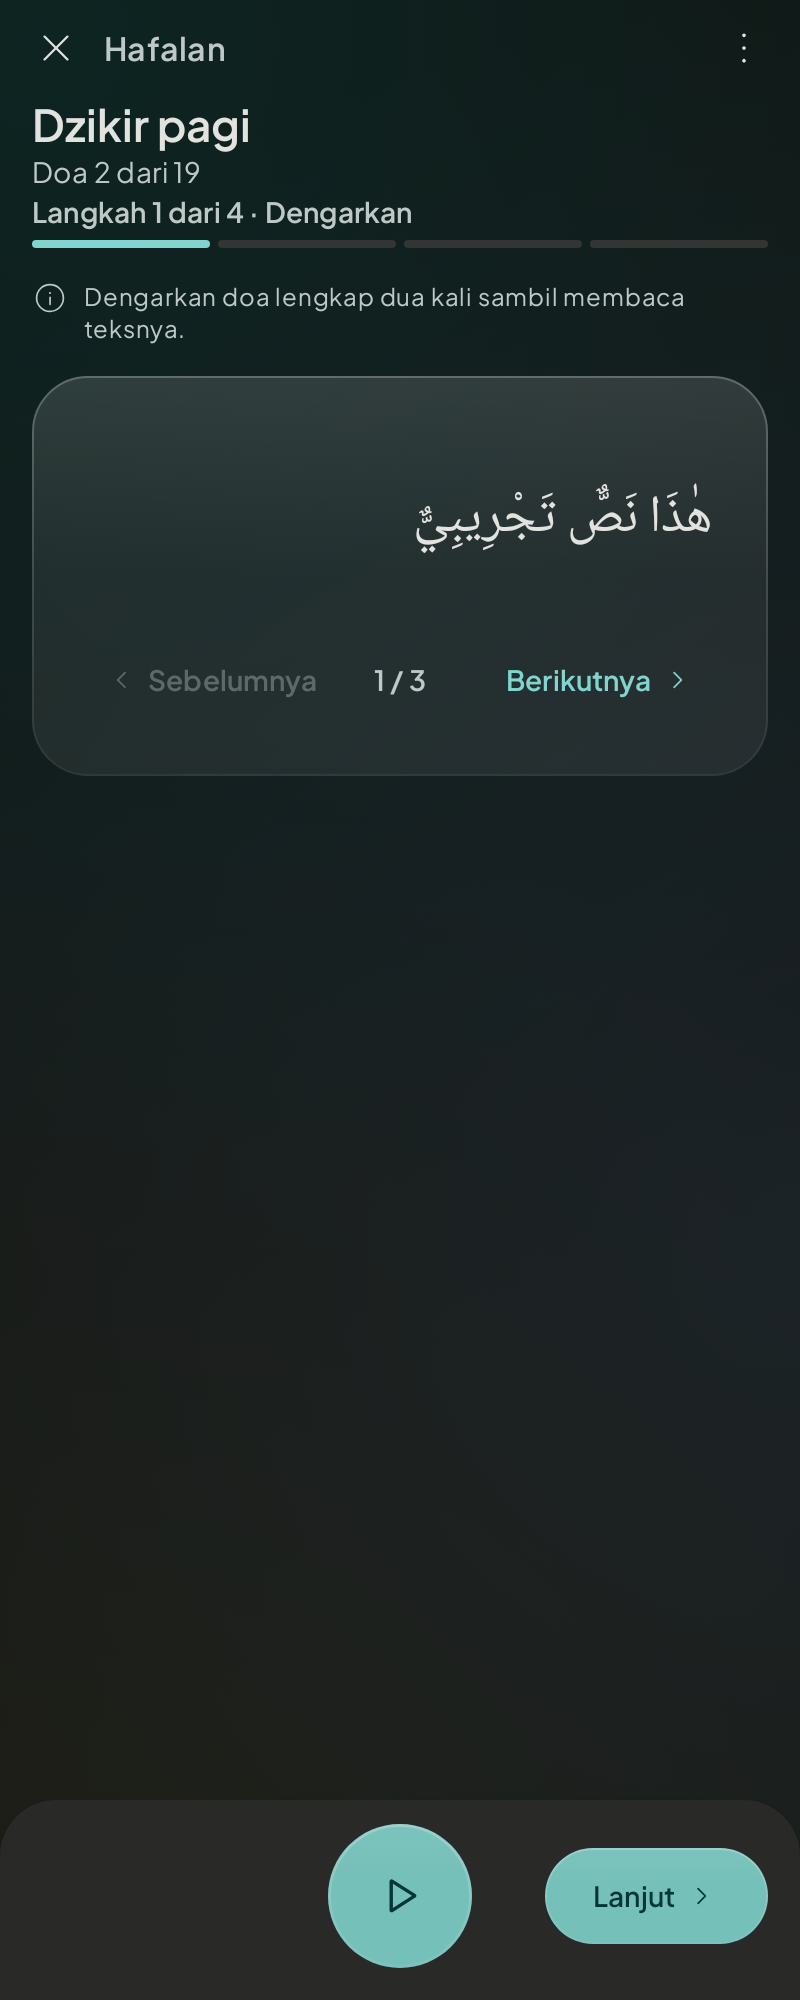 Hafalan
Dzikir pagi
Doa 2 dari 19
Langkah 1 dari 4 · Dengarkan
Dengarkan doa lengkap dua kali sambil membaca
teksnya.
هٰذَا نَصٌّ تَجْرِيبِيٌّ
Sebelumnya 1 / 3 Berikutnya
Lanjut